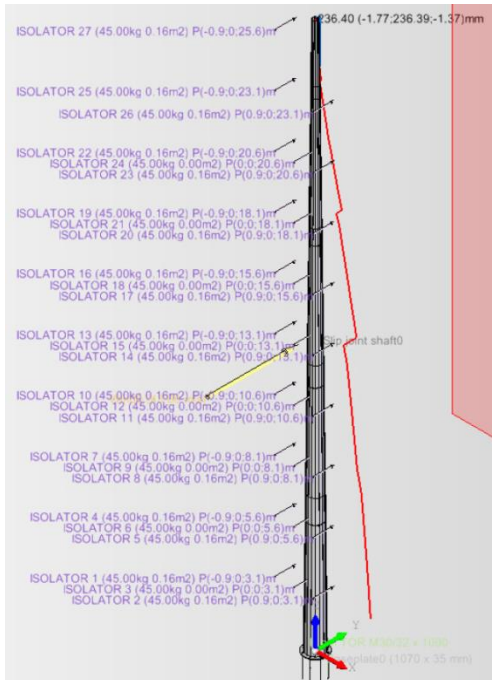 236.40 (-1.77;236.39;-1.37)mm
ISOLATOR 27 (45.00kg 0.16m2) P(-0.9;0;25.6)m
ISOLATOR 25 (45.00kg 0.16m2) P(-0.9;0;23.1)m
ISOLATOR 26 (45.00kg 0.16m2) P(0.9;0;23.1)m
ISOLATOR 22 (45.00kg 0.16m2) P(-0.9;0;20.6)m
ISOLATOR 24 (45.00kg 0.00m2) P(0;0;20.6)m
ISOLATOR 23 (45.00kg 0.16m2) P(0.9;0;20.6)m
ISOLATOR 19 (45.00kg 0.16m2) P(-0.9;0;18.1)m
ISOLATOR 21 (45.00kg 0.00m2) P(0;0;18.1)m
ISOLATOR 20 (45.00kg 0.16m2) P(0.9;0;18.1)m
ISOLATOR 16 (45.00kg 0.16m2) P(-0.9;0;15.6)m
ISOLATOR 18 (45.00kg 0.00m2) P(0;0;15.6)m
ISOLATOR 17 (45.00kg 0.16m2) P(0.9;0;15.6)m
ISOLATOR 13 (45.00kg 0.16m2) P(-0.9;0;13.1)m
Slip joint shaft0
ISOLATOR 15 (45.00kg 0.00m2) P(0;0;13.1)m
ISOLATOR 14 (45.00kg 0.16m2) P(0.9;0;13.1)m
ISOLATOR 10 (45.00kg 0.16m2) P(-0.9;0;10.6)m
ISOLATOR 12 (45.00kg 0.00m2) P(0;0;10.6)m
ISOLATOR 11 (45.00kg 0.16m2) P(0.9;0;10.6)m
ISOLATOR 7 (45.00kg 0.16m2) P(-0.9;0;8.1)m
ISOLATOR 9 (45.00kg 0.00m2) P(0;0;8.1)m
ISOLATOR 8 (45.00kg 0.16m2) P(0.9;0;8.1)m
ISOLATOR 4 (45.00kg 0.16m2) P(-0.9;0;5.6)m
ISOLATOR 6 (45.00kg 0.00m2) P(0;0;5.6)m
ISOLATOR 5 (45.00kg 0.16m2) P(0.9;0;5.6)m
ISOLATOR 1 (45.00kg 0.16m2) P(-0.9;0;3.1)m
ISOLATOR 3 (45.00kg 0.00m2) P(0;0;3.1)m
ISOLATOR 2 (45.00kg 0.16m2) P(0.9;0;3.1)m
Y
X
(1070 x 35 mm)